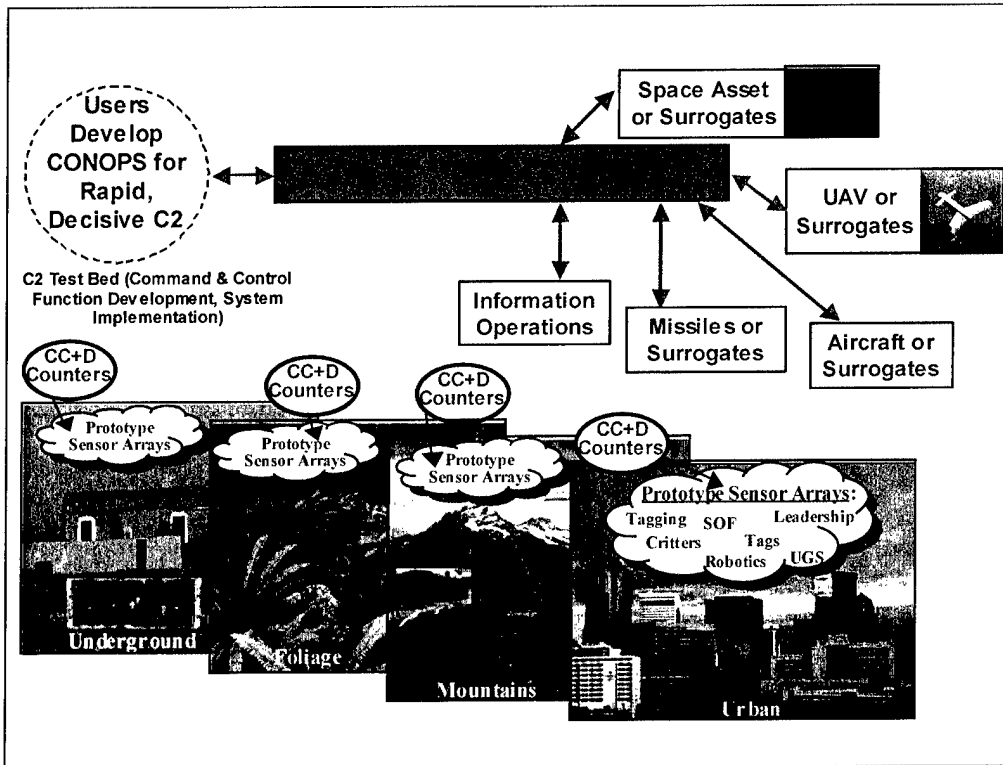 Users
Develop
CONOPS for
Rapid,
Decisive C2
Space Asset
or Surrogates
UAV or
Surrogates
C2 Test Bed (Command & Control
Function Development, System
Implementation)
Information
Operations
Missiles or
Surrogates
Aircraft or
Surrogates
CC+D
Counters
Prototype
Sensor Arrays
Underground
CC+D
Counters
Prototype
Sensor Arrays
Foliage
CC+D
Counters
Prototype
Sensor Arrays
Mountains
CC+D
Counters
Prototype Sensor Arrays:
Tagging SOF Leadership
Critters Tags
Robotics UGS
Urban